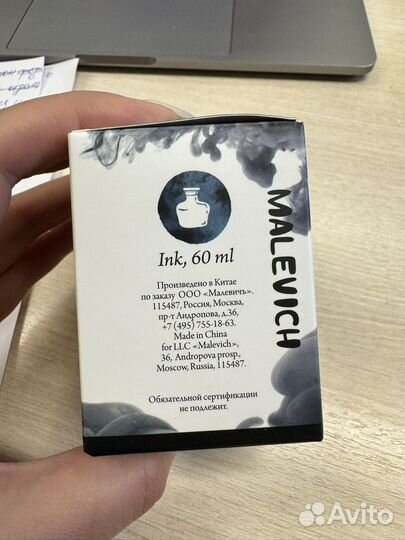 Ink, 60 ml
Произведено в Китае
по заказу ООО «Малевичъ».
115487, Россия, Москва,
пр-т Андропова, д.36,
+7 (495) 755-18-63.
Made in China
for LLC «Malevich»,
36, Andropova prosp.,
Moscow, Russia, 115487.
Обязательной сертификации
не подлежит.
MALEVICH
Avito